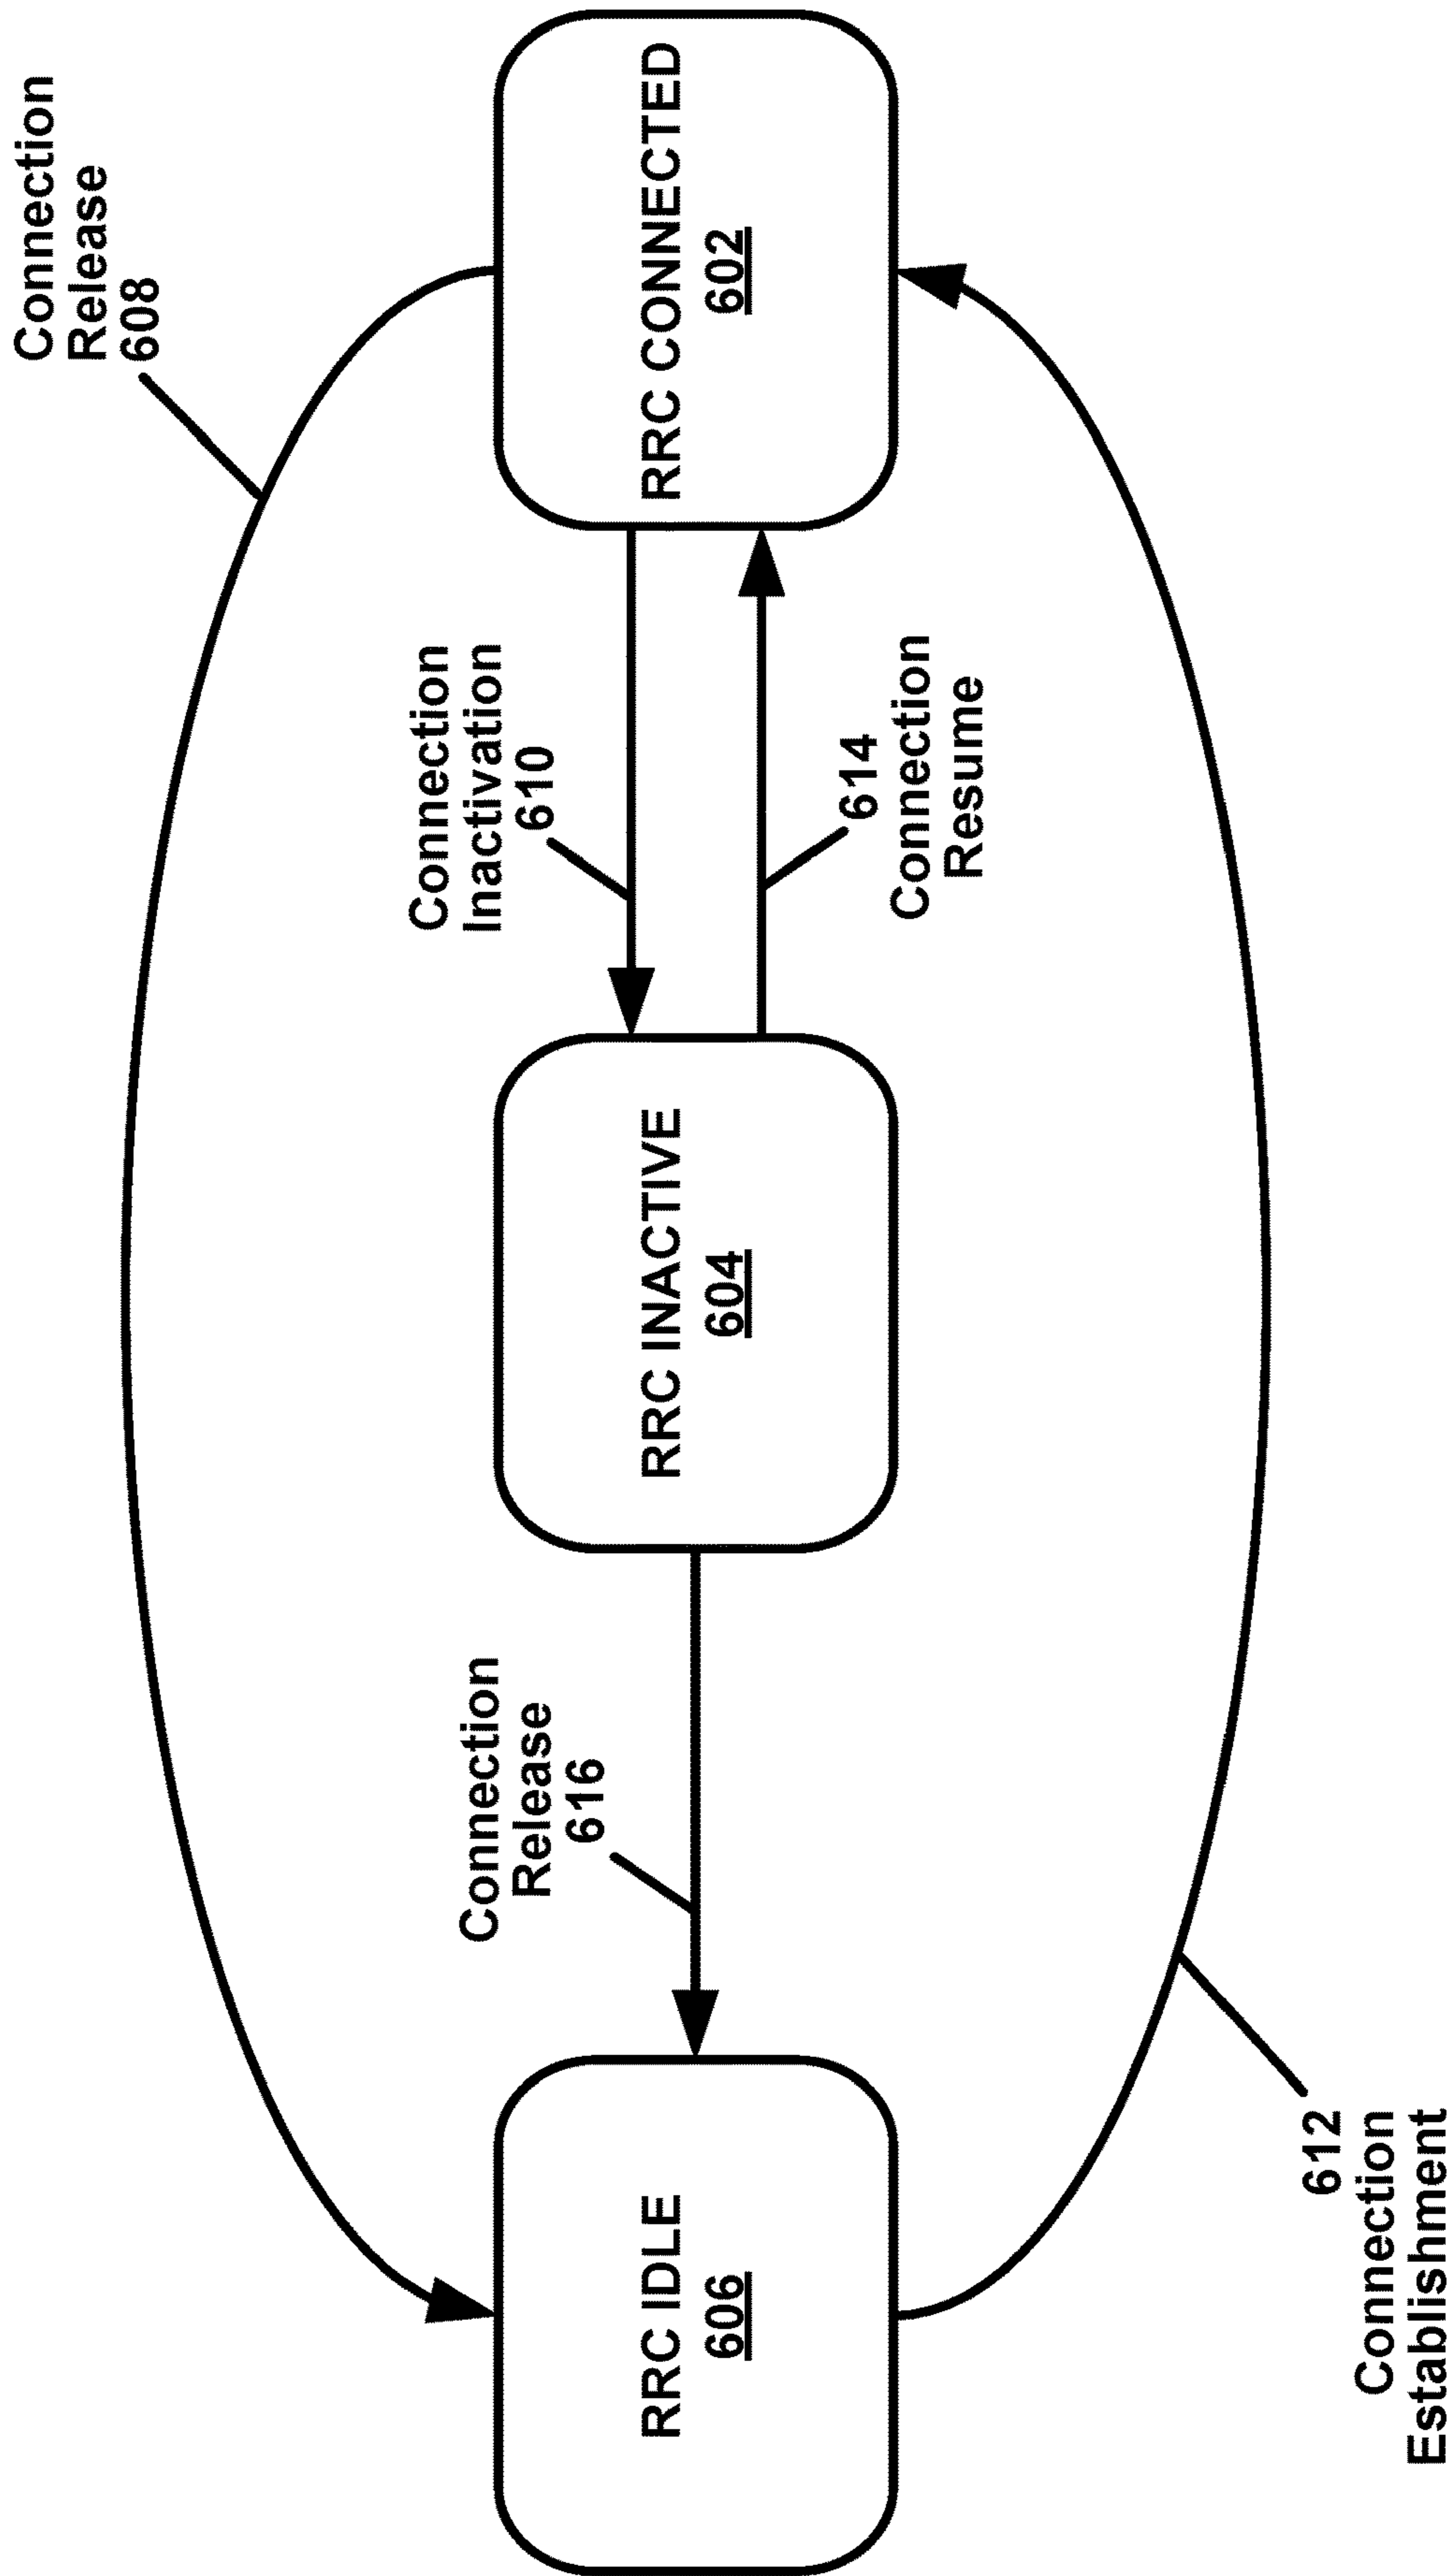 Connection
Release
608
Connection
Inactivation
610
Connection
Release
616
RRC IDLE
606
RRC INACTIVE
604
RRC CONNECTED
602
614
Connection
Resume
612
Connection
Establishment